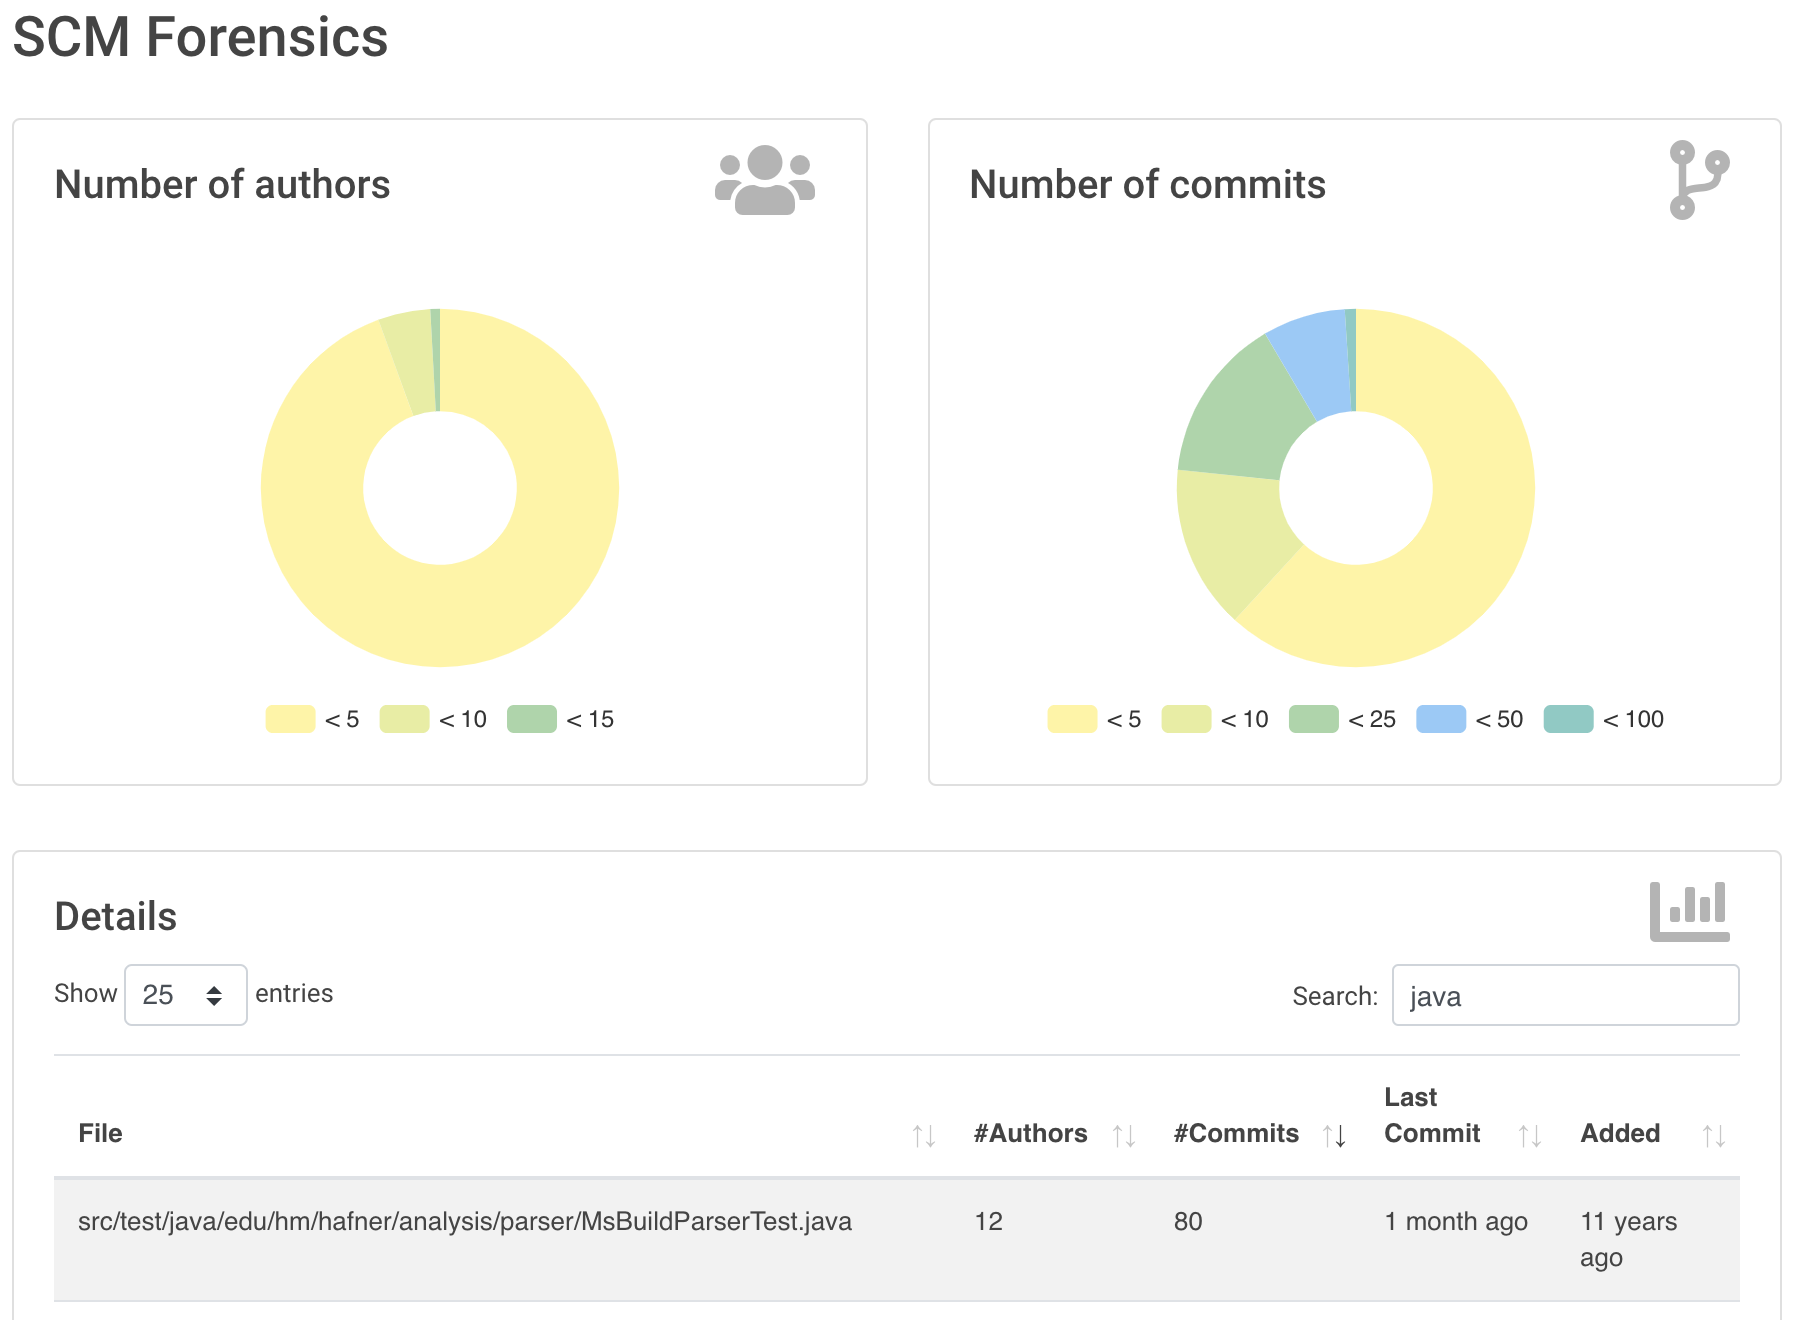 SCM Forensics
Number of authors
< 5 < 10 < 15
Number of commits
< 5 < 10 < 25 < 50 < 100
Details
Show 25 entries
Search: java
File #Authors #Commits Last Commit Added
src/test/java/edu/hm/hafner/analysis/parser/MsBuildParserTest.java 12 80 1 month ago 11 years ago